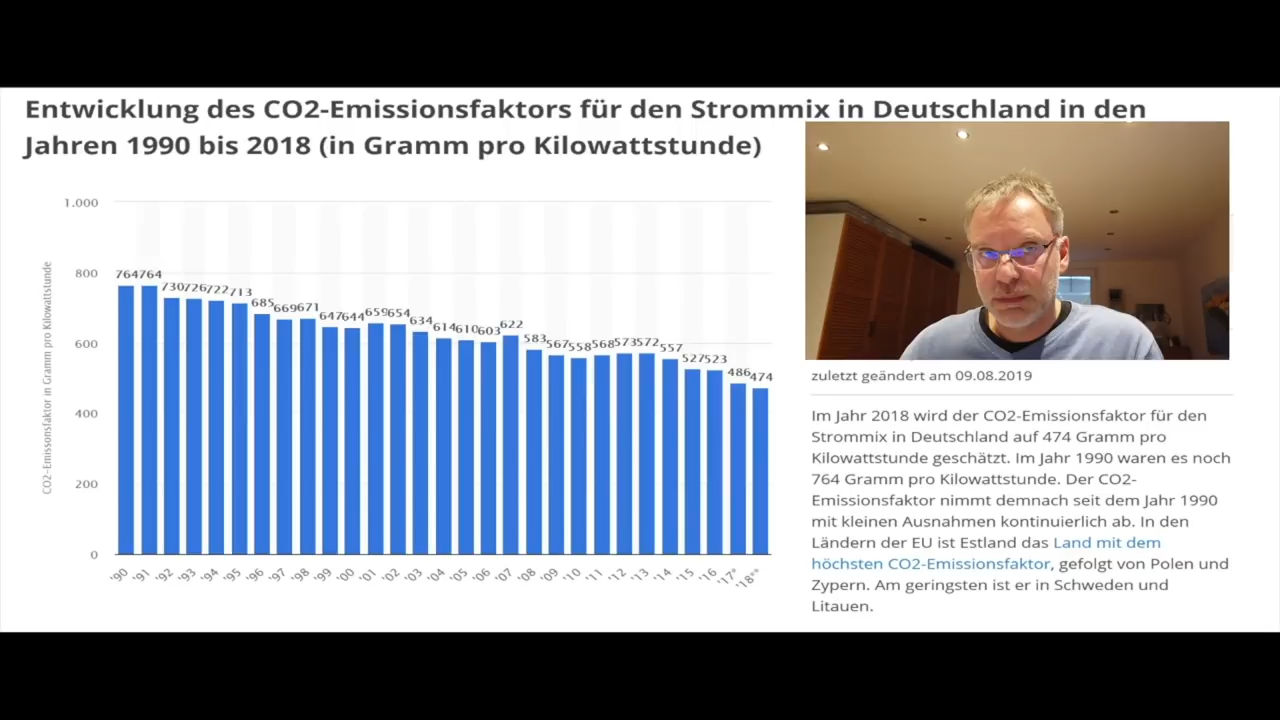 Entwicklung des CO2-Emissionsfaktors für den Strommix in Deutschland in den
Jahren 1990 bis 2018 (in Gramm pro Kilowattstunde)
CO2-Emissonsfaktor in Gramm pro Kilowattstunde
1.000
800
600
400
200
0
764 764 730 726 722 713 685 669 671 647 644 659 654 634 614 610 603 622 583 567 558 568 573 572 557 527 523 486 474
'90 '91 '92 '93 '94 '95 '96 '97 '98 '99 '00 '01 '02 '03 '04 '05 '06 '07 '08 '09 '10 '11 '12 '13 '14 '15 '16 '17* '18**
zuletzt geändert am 09.08.2019
Im Jahr 2018 wird der CO2-Emissionsfaktor für den
Strommix in Deutschland auf 474 Gramm pro
Kilowattstunde geschätzt. Im Jahr 1990 waren es noch
764 Gramm pro Kilowattstunde. Der CO2-
Emissionsfaktor nimmt demnach seit dem Jahr 1990
mit kleinen Ausnahmen kontinuierlich ab. In den
Ländern der EU ist Estland das Land mit dem
höchsten CO2-Emissionsfaktor, gefolgt von Polen und
Zypern. Am geringsten ist er in Schweden und
Litauen.